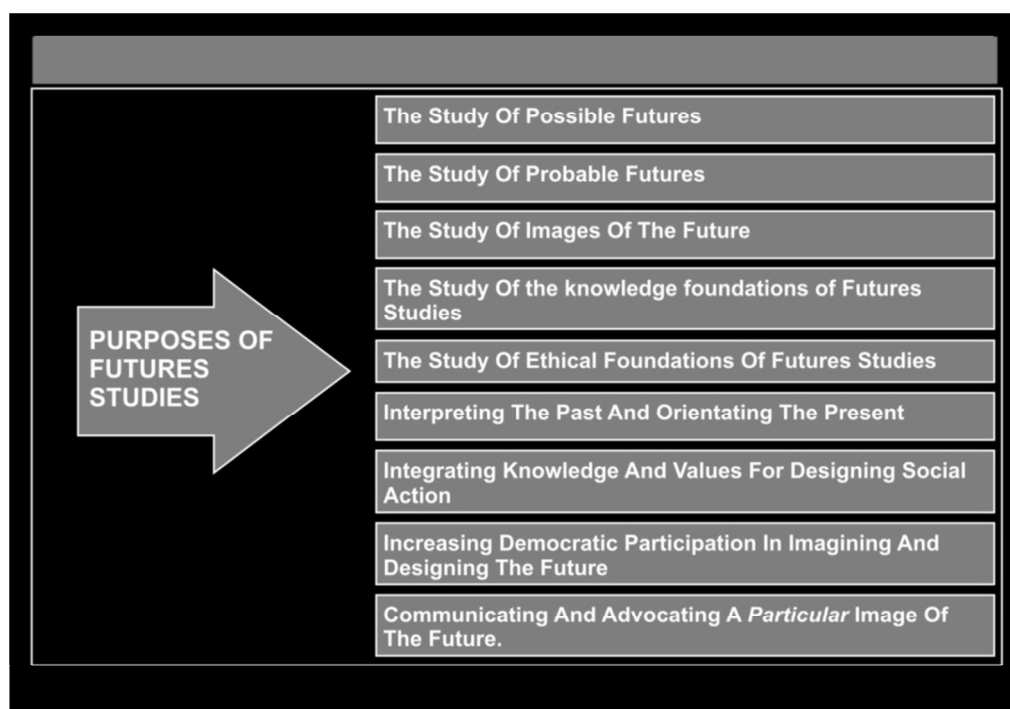 PURPOSES OF
FUTURES
STUDIES
The Study Of Possible Futures
The Study Of Probable Futures
The Study Of Images Of The Future
The Study Of the knowledge foundations of Futures
Studies
The Study Of Ethical Foundations Of Futures Studies
Interpreting The Past And Orientating The Present
Integrating Knowledge And Values For Designing Social
Action
Increasing Democratic Participation In Imagining And
Designing The Future
Communicating And Advocating A Particular Image Of
The Future.